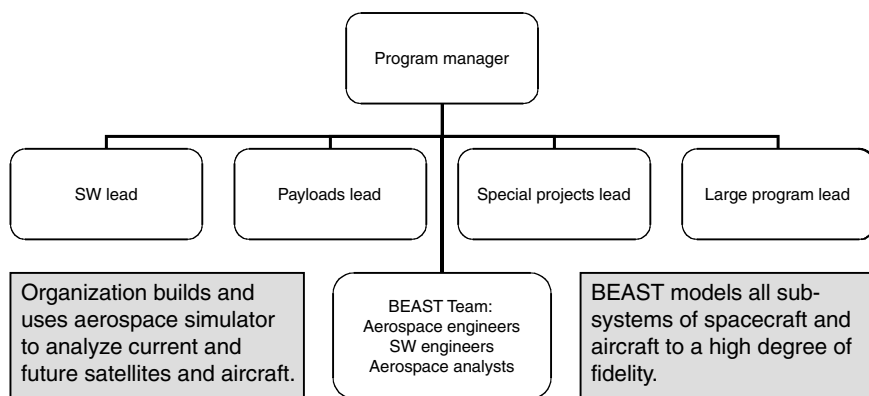 Program manager
SW lead
Payloads lead
Special projects lead
Large program lead
Organization builds and
uses aerospace simulator
to analyze current and
future satellites and aircraft.
BEAST Team:
Aerospace engineers
SW engineers
Aerospace analysts
BEAST models all sub-
systems of spacecraft and
aircraft to a high degree of
fidelity.